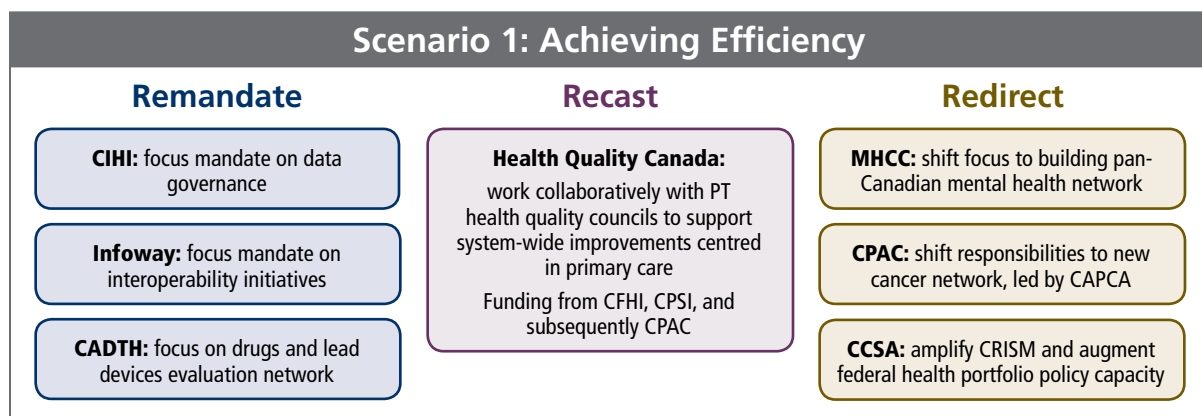 Scenario 1: Achieving Efficiency
Remandate
CIHI: focus mandate on data
governance
Infoway: focus mandate on
interoperability initiatives
CADTH: focus on drugs and lead
devices evaluation network
Recast
Health Quality Canada:
work collaboratively with PT
health quality councils to support
system-wide improvements centred
in primary care
Funding from CFHI, CPSI, and
subsequently CPAC
Redirect
MHCC: shift focus to building pan-
Canadian mental health network
CPAC: shift responsibilities to new
cancer network, led by CAPCA
CCSA: amplify CRISM and augment
federal health portfolio policy capacity